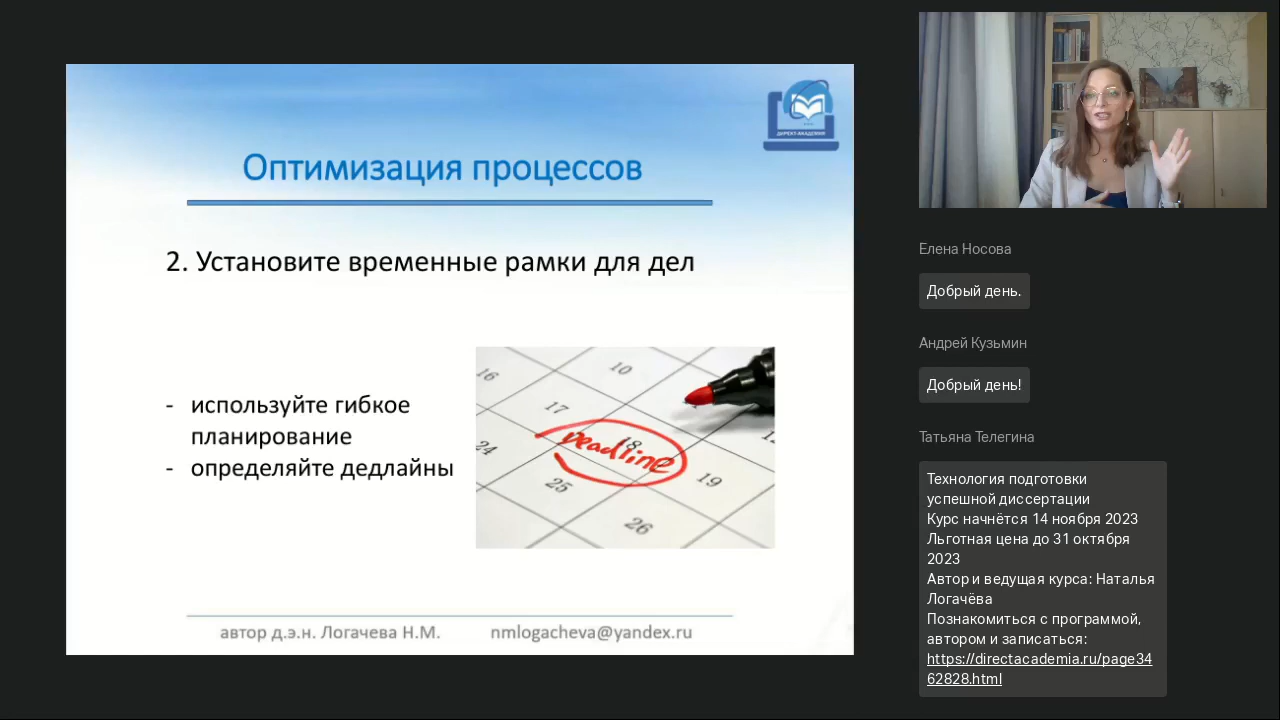 ДИРЕКТ-АКАДЕМИЯ
Оптимизация процессов
2. Установите временные рамки для дел
- используйте гибкое
планирование
- определяйте дедлайны
16
10
17
18
deadline
24
19
25
26
автор д.э.н. Логачева Н.М. nmlogacheva@yandex.ru
Елена Носова
Добрый день.
Андрей Кузьмин
Добрый день!
Татьяна Телегина
Технология подготовки
успешной диссертации
Курс начнётся 14 ноября 2023
Льготная цена до 31 октября
2023
Автор и ведущая курса: Наталья
Логачёва
Познакомиться с программой,
автором и записаться:
https://directacademia.ru/page34
62828.html